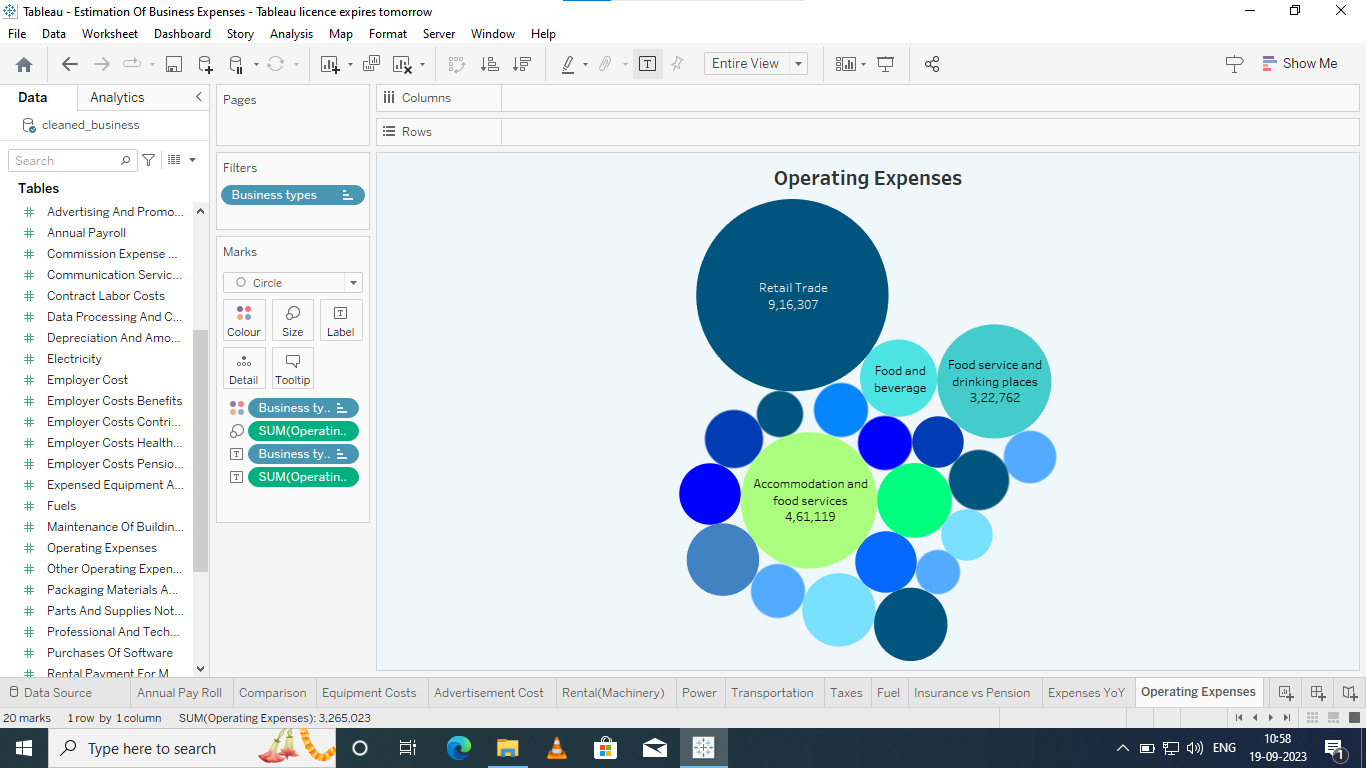 Tableau - Estimation Of Business Expenses - Tableau licence expires tomorrow
File Data Worksheet Dashboard Story Analysis Map Format Server Window Help
Entire View
Show Me
Data Analytics
cleaned_business
Search
Tables
Advertising And Promo...
Annual Payroll
Commission Expense ...
Communication Servic...
Contract Labor Costs
Data Processing And C...
Depreciation And Amo...
Electricity
Employer Cost
Employer Costs Benefits
Employer Costs Contri...
Employer Costs Health...
Employer Costs Pensio...
Expensed Equipment A...
Fuels
Maintenance Of Buildin...
Operating Expenses
Other Operating Expen...
Packaging Materials A...
Parts And Supplies Not...
Professional And Tech...
Purchases Of Software
Rental Payment For M
Pages
Filters
Business types
Marks
Circle
Colour Size Label
Detail Tooltip
Business ty..
SUM(Operatin..
Business ty..
SUM(Operatin..
Columns
Rows
Operating Expenses
Retail Trade
9,16,307
Food and
beverage
Food service and
drinking places
3,22,762
Accommodation and
food services
4,61,119
Data Source Annual Pay Roll Comparison Equipment Costs Advertisement Cost Rental(Machinery) Power Transportation Taxes Fuel Insurance vs Pension Expenses YoY Operating Expenses
20 marks 1 row by 1 column SUM(Operating Expenses): 3,265,023
Type here to search
ENG
10:58
19-09-2023
1